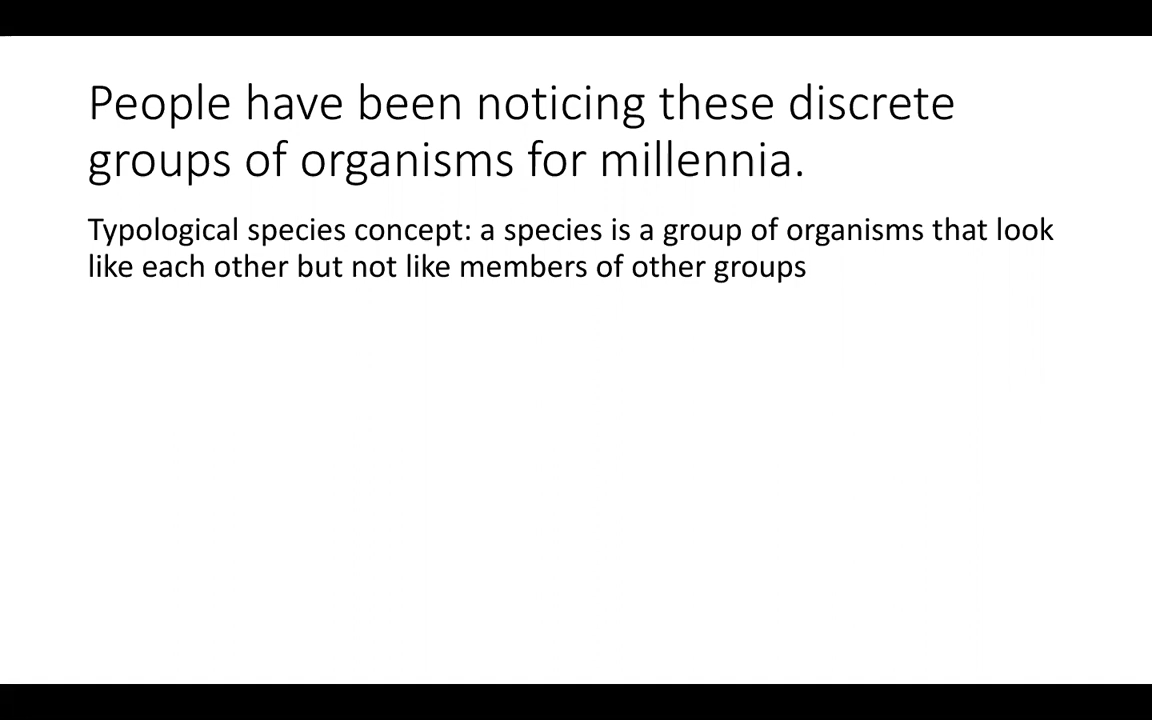 People have been noticing these discrete
groups of organisms for millennia.
Typological species concept: a species is a group of organisms that look
like each other but not like members of other groups